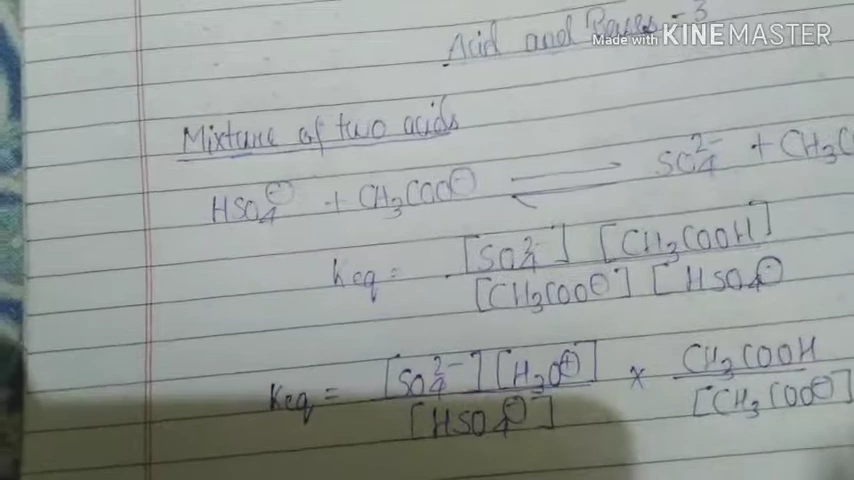 Acid and Bases - 3
Made with KINEMASTER
Mixture of two acids
HSO₄⊖ + CH₃COO⊖ ⇌ SO₄²⁻ + CH₃C
Keq = [SO₄²⁻] [CH₃COOH]
[CH₃COO⊖] [HSO₄⊖
Keq = [SO₄²⁻] [H₃O⊕] × CH₃COOH
[HSO₄⊖] [CH₃COO⊖]